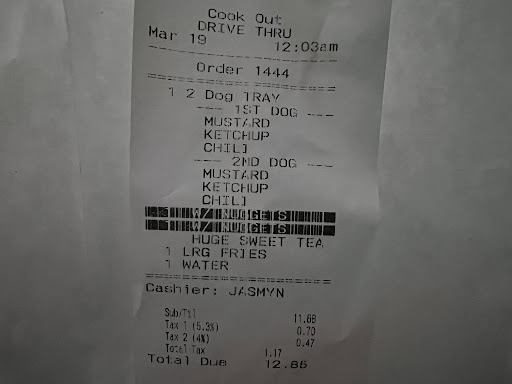 Cook Out
DRIVE THRU
Mar 19 12:03am
Order 1444
1 2 Dog TRAY
--- 1ST DOG ---
MUSTARD
KETCHUP
CHILI
--- 2ND DOG ---
MUSTARD
KETCHUP
CHILI
1 W/ NUGGETS
1 W/ NUGGETS
HUGE SWEET TEA
1 LRG FRIES
1 WATER
Cashier: JASMYN
Sub/Ttl 11.68
Tax 1 (5.3%) 0.70
Tax 2 (4%) 0.47
Total Tax 1.17
Total Due 12.85